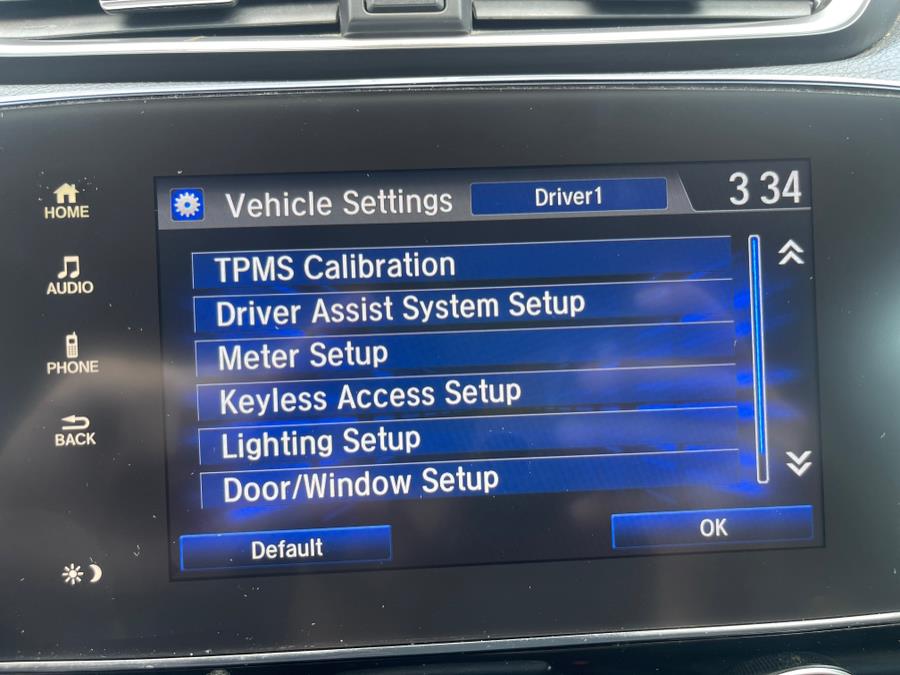 HOME
AUDIO
PHONE
BACK
Vehicle Settings Driver1 3 34
TPMS Calibration
Driver Assist System Setup
Meter Setup
Keyless Access Setup
Lighting Setup
Door/Window Setup
Default OK